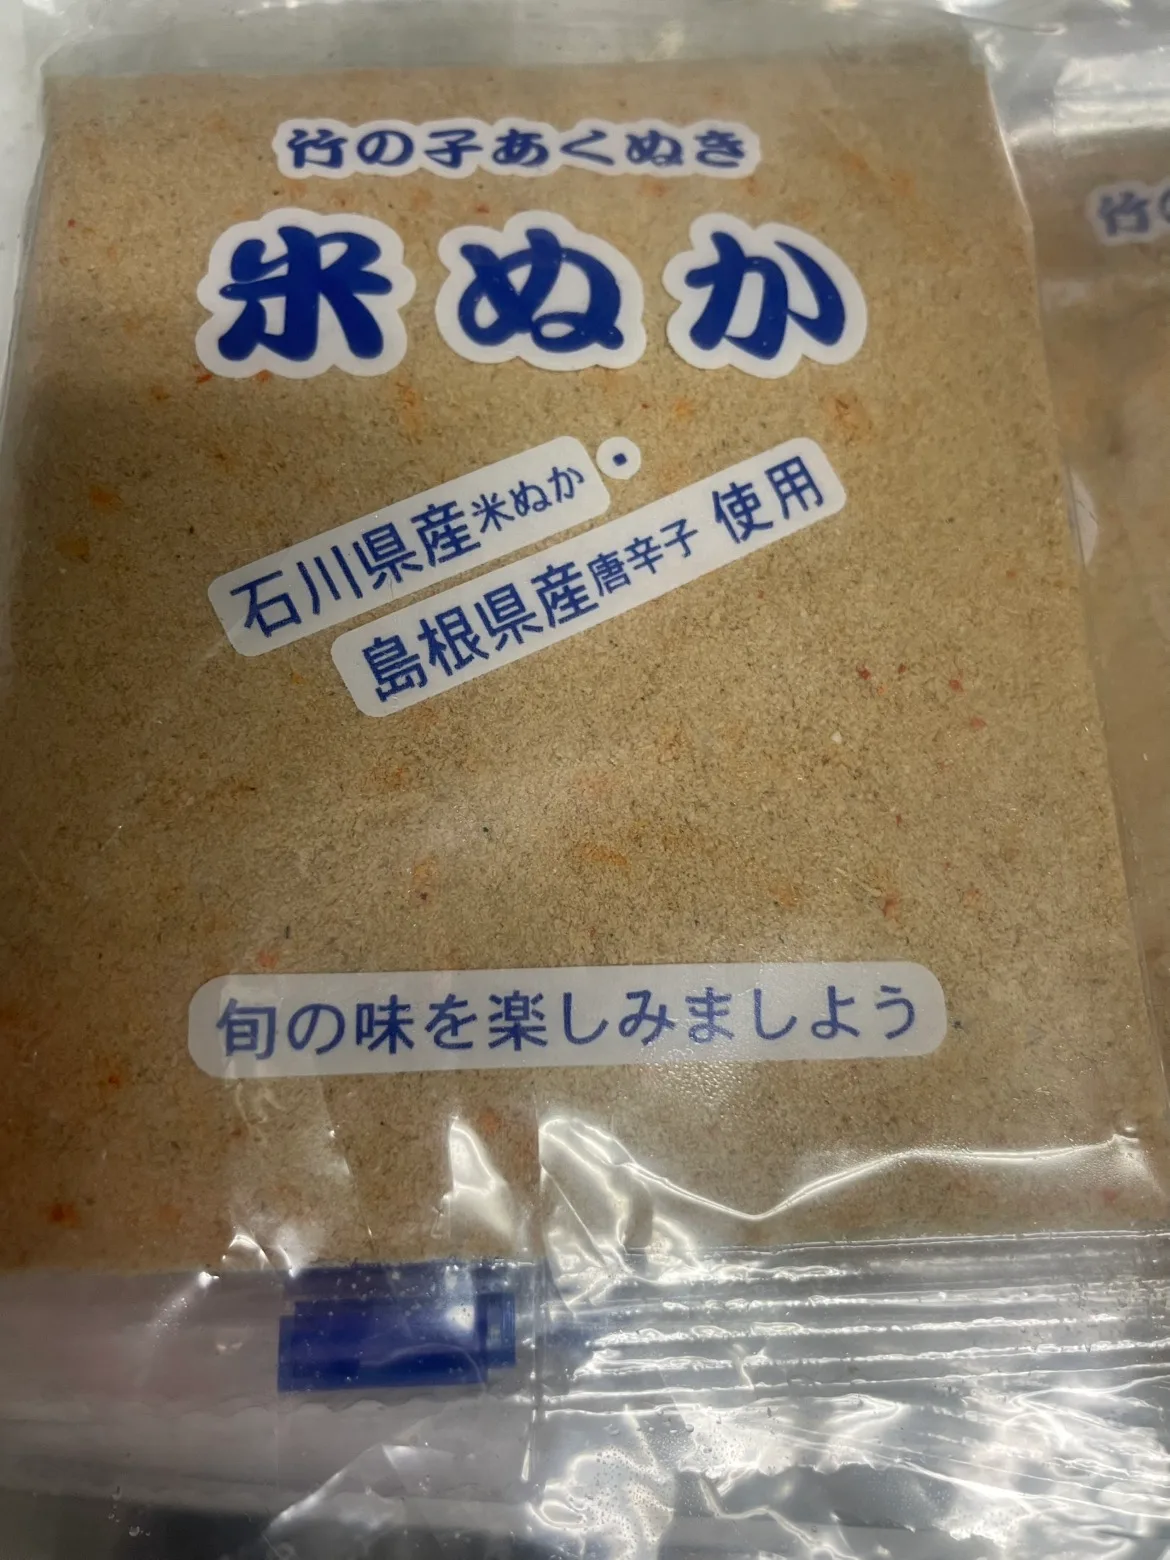 竹の子あくぬき
米ぬか
石川県産米ぬか・
島根県産唐辛子 使用
旬の味を楽しみましょう
竹